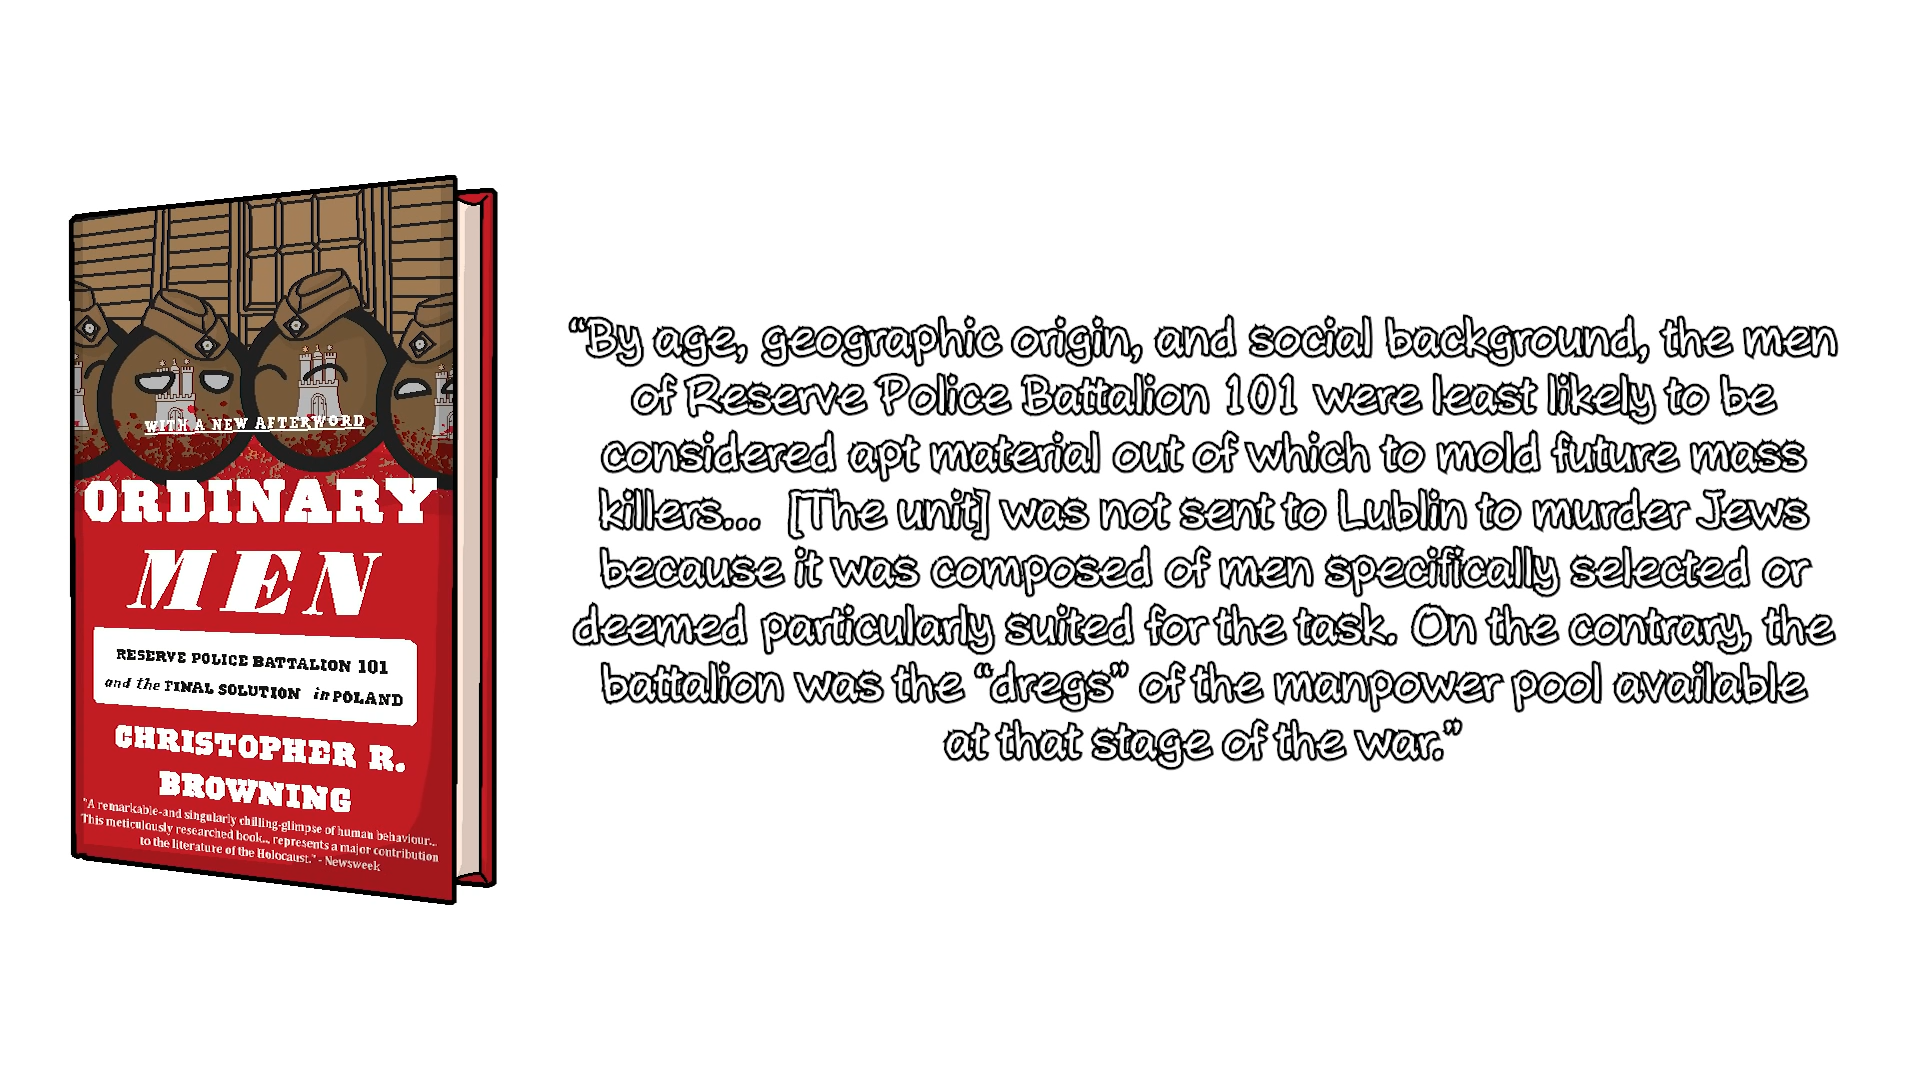 WITH A NEW AFTERWORD
ORDINARY
MEN
RESERVE POLICE BATTALION 101
and the FINAL SOLUTION in POLAND
CHRISTOPHER R.
BROWNING
"A remarkable-and singularly chilling-glimpse of human behaviour...
This meticulously researched book... represents a major contribution
to the literature of the Holocaust." - Newsweek
“By age, geographic origin, and social background, the men
of Reserve Police Battalion 101 were least likely to be
considered apt material out of which to mold future mass
killers... [The unit] was not sent to Lublin to murder Jews
because it was composed of men specifically selected or
deemed particularly suited for the task. On the contrary, the
battalion was the “dregs” of the manpower pool available
at that stage of the war.”